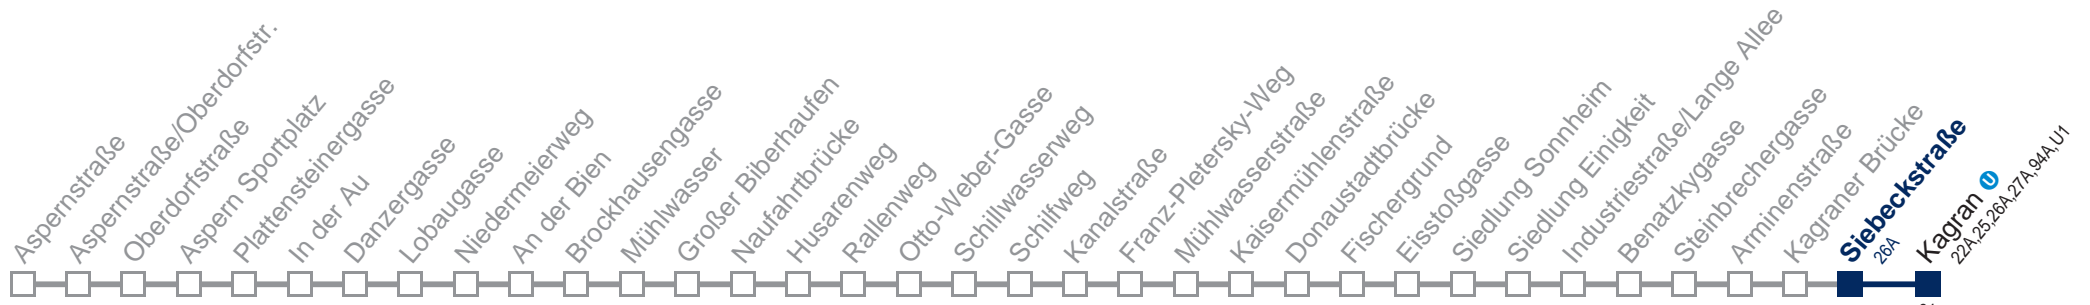 Aspernstraße
Aspernstraße/Oberdorfstr.
Oberdorfstraße
Aspern Sportplatz
Plattensteinergasse
In der Au
Danzergasse
Lobaugasse
Niedermeierweg
An der Bien
Brockhausengasse
Mühlwasser
Großer Biberhaufen
Naufahrtbrücke
Husarenweg
Rallenweg
Otto-Weber-Gasse
Schillwasserweg
Schilfweg
Kanalstraße
Franz-Pletersky-Weg
Mühlwasserstraße
Kaisermühlenstraße
Donaustadtbrücke
Fischergrund
Eisstoßgasse
Siedlung Sonnheim
Siedlung Einigkeit
Industriestraße/Lange Allee
Benatzkygasse
Steinbrechergasse
Arminenstraße
Kagraner Brücke
Siebeckstraße
26A
Kagran U
22A,25,26A,27A,94A,U1